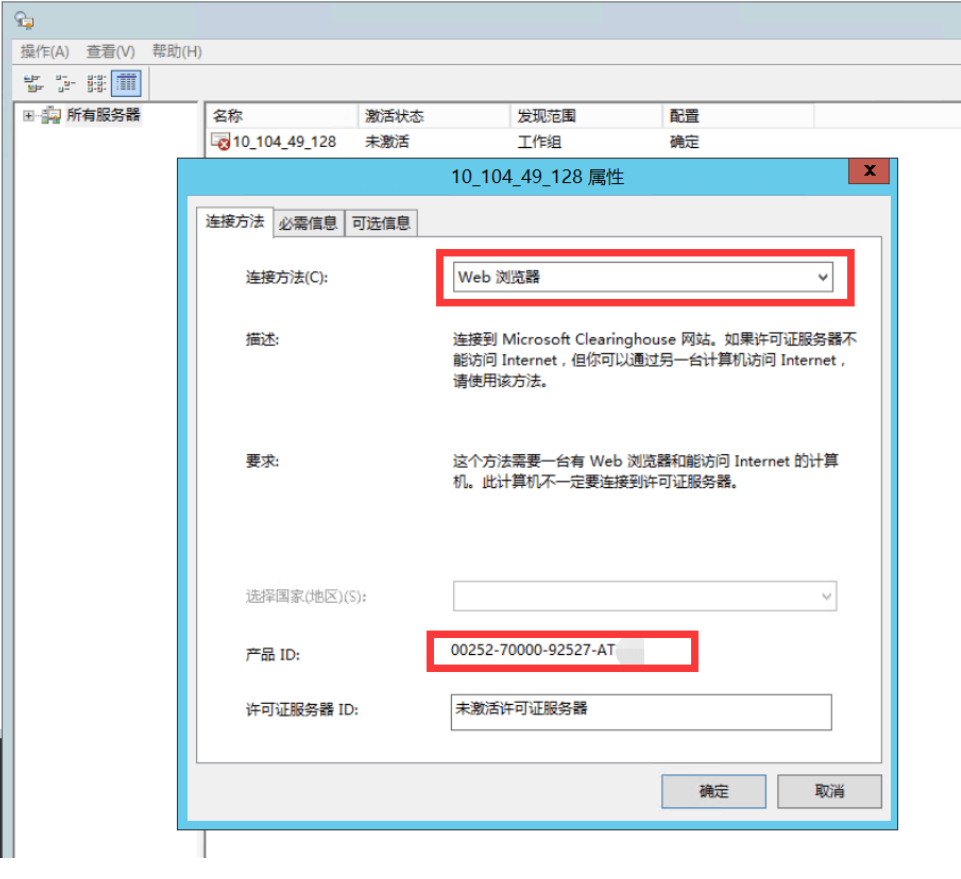 操作(A) 查看(V) 帮助(H)
所有服务器
名称 激活状态 发现范围 配置
10_104_49_128 未激活 工作组 确定
10_104_49_128 属性
x
连接方法 必需信息 可选信息
连接方法(C): Web 浏览器
描述: 连接到 Microsoft Clearinghouse 网站。如果许可证服务器不
能访问 Internet，但你可以通过另一台计算机访问 Internet，
请使用该方法。
要求: 这个方法需要一台有 Web 浏览器和能访问 Internet 的计算
机。此计算机不一定要连接到许可证服务器。
选择国家(地区)(S):
产品 ID: 00252-70000-92527-AT
许可证服务器 ID: 未激活许可证服务器
确定 取消